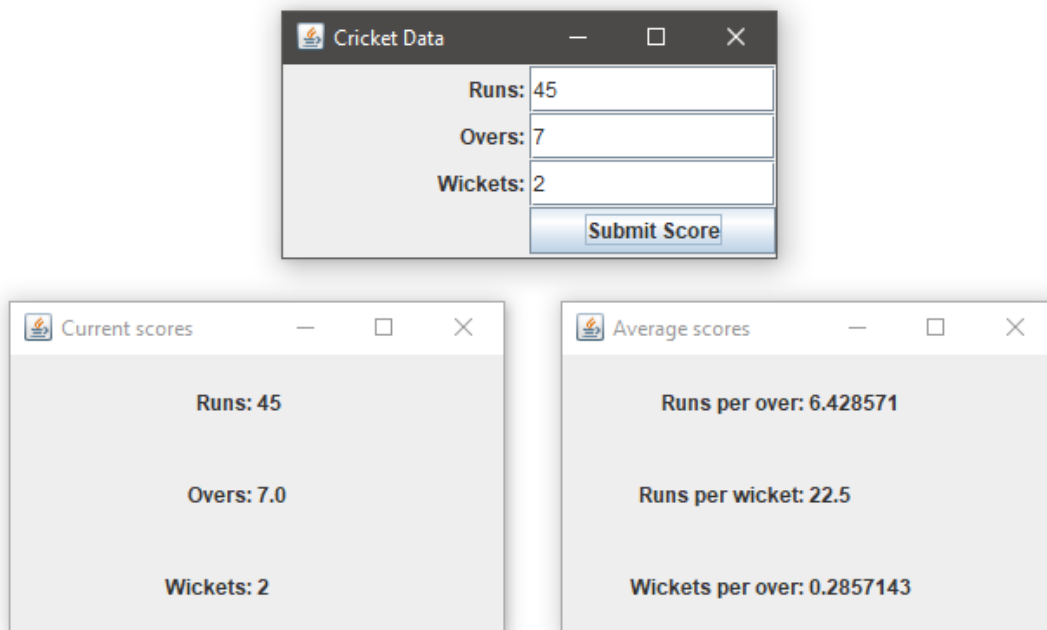 Cricket Data
Runs: 45
Overs: 7
Wickets: 2
Submit Score
Current scores
Runs: 45
Overs: 7.0
Wickets: 2
Average scores
Runs per over: 6.428571
Runs per wicket: 22.5
Wickets per over: 0.2857143